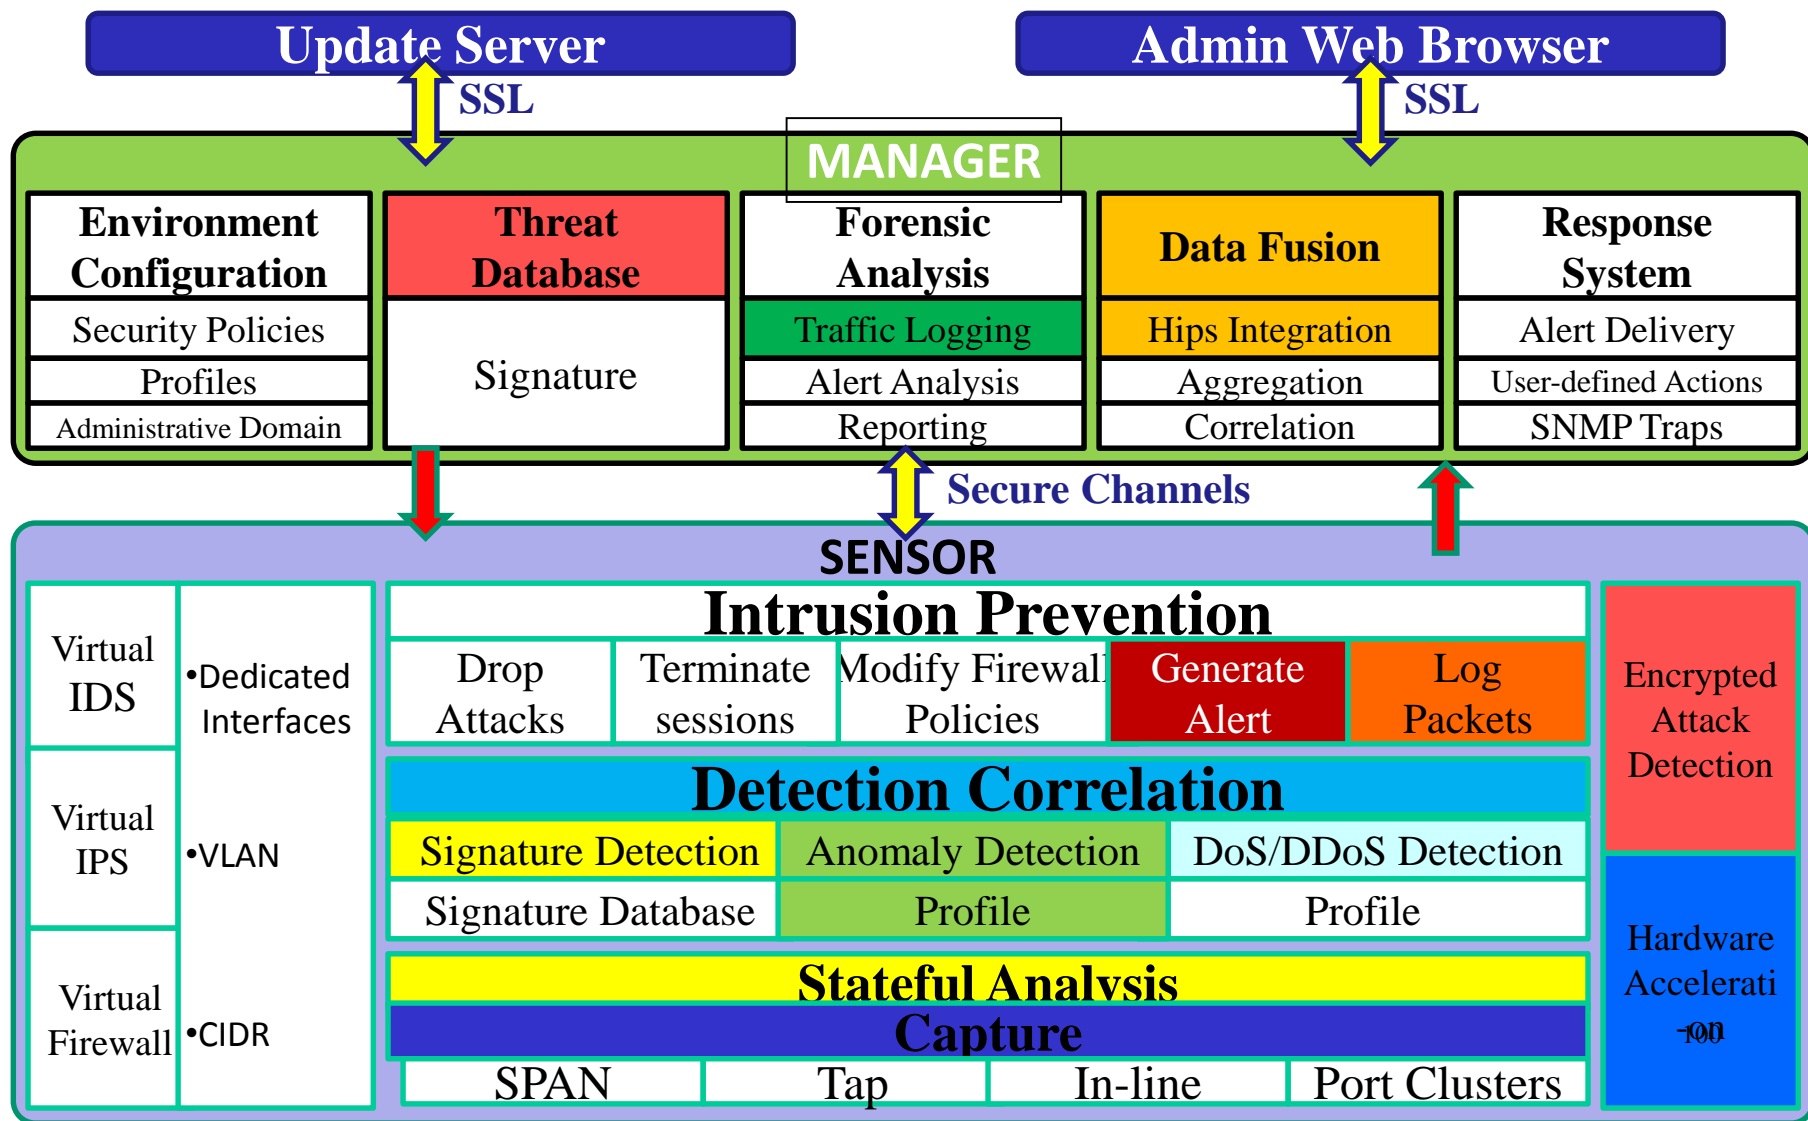 Update Server
Admin Web Browser
SSL
SSL
MANAGER
Environment
Configuration
Security Policies
Profiles
Administrative Domain
Threat
Database
Signature
Forensic
Analysis
Traffic Logging
Alert Analysis
Reporting
Data Fusion
Hips Integration
Aggregation
Correlation
Response
System
Alert Delivery
User-defined Actions
SNMP Traps
Secure Channels
SENSOR
Virtual
IDS
Virtual
IPS
Virtual
Firewall
•Dedicated
Interfaces
•VLAN
•CIDR
Intrusion Prevention
Drop
Attacks
Terminate
sessions
Modify Firewall
Policies
Generate
Alert
Log
Packets
Detection Correlation
Signature Detection
Anomaly Detection
DoS/DDoS Detection
Signature Database
Profile
Profile
Stateful Analysis
Capture
SPAN
Tap
In-line
Port Clusters
Encrypted
Attack
Detection
Hardware
Accelerati
-on
100